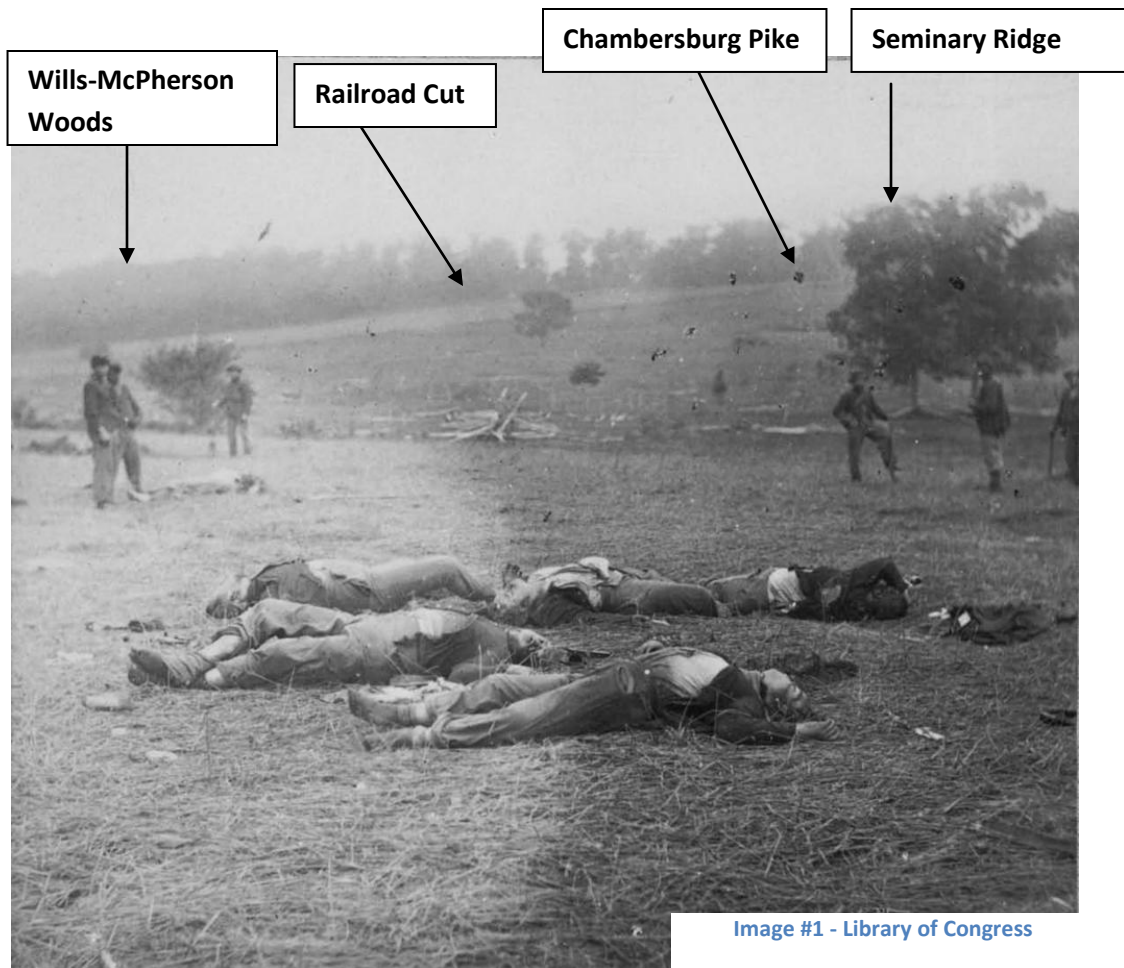 Wills-McPherson
Woods
Railroad Cut
Chambersburg Pike
Seminary Ridge
Image #1 - Library of Congress